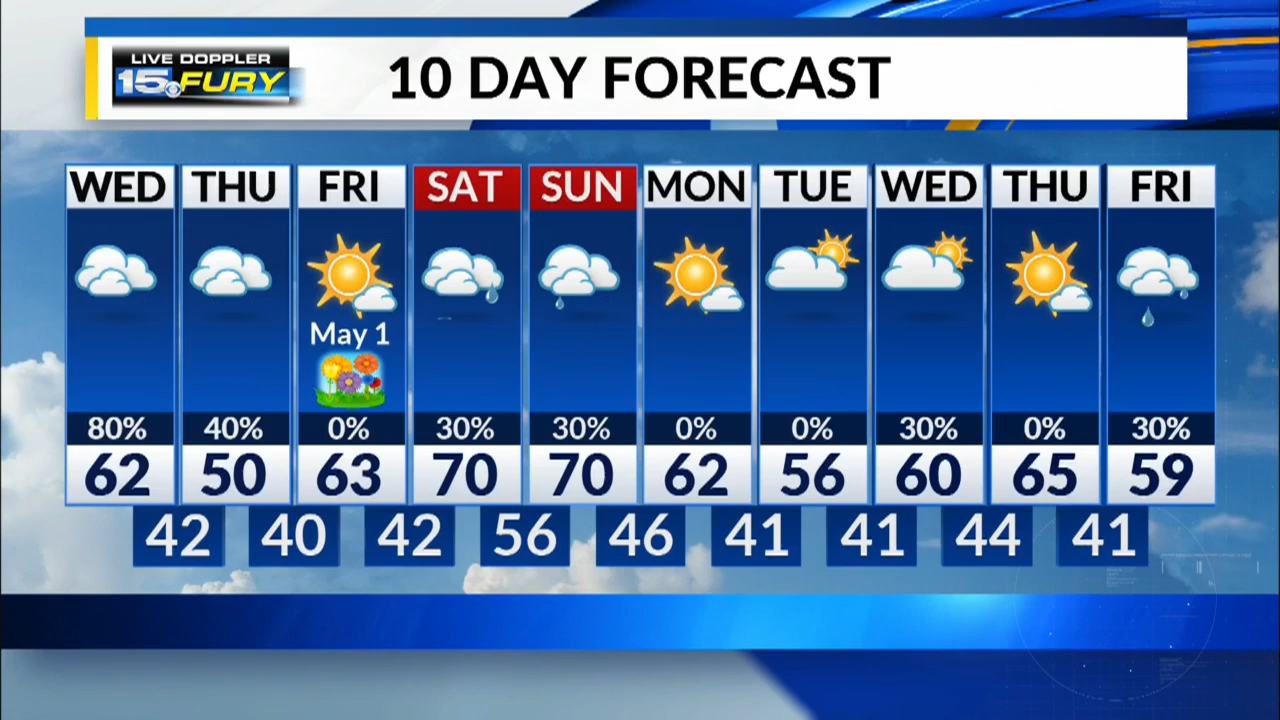 LIVE DOPPLER
15 FURY
10 DAY FORECAST
WED THU FRI SAT SUN MON TUE WED THU FRI
May 1
80% 40% 0% 30% 30% 0% 0% 30% 0% 30%
62 50 63 70 70 62 56 60 65 59
42 40 42 56 46 41 41 44 41